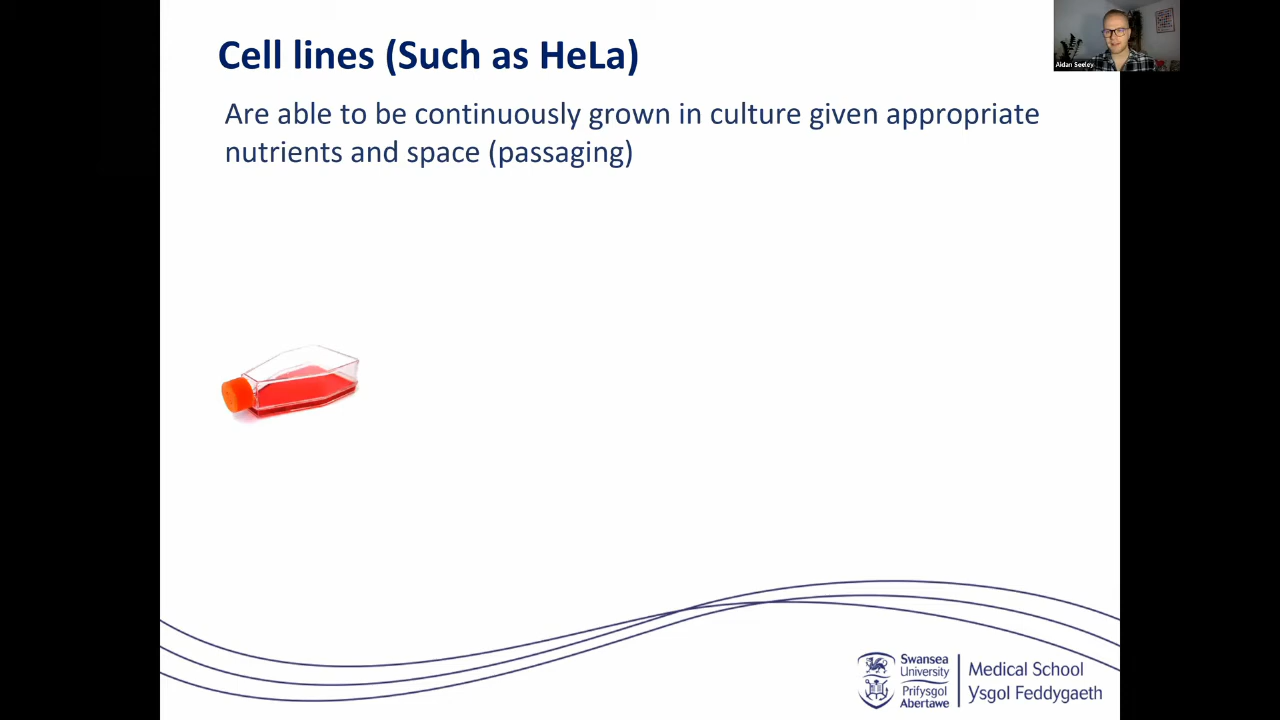 Cell lines (Such as HeLa)
Aidan Seeley
Are able to be continuously grown in culture given appropriate
nutrients and space (passaging)
Swansea
University
Prifysgol
Abertawe
Medical School
Ysgol Feddygaeth